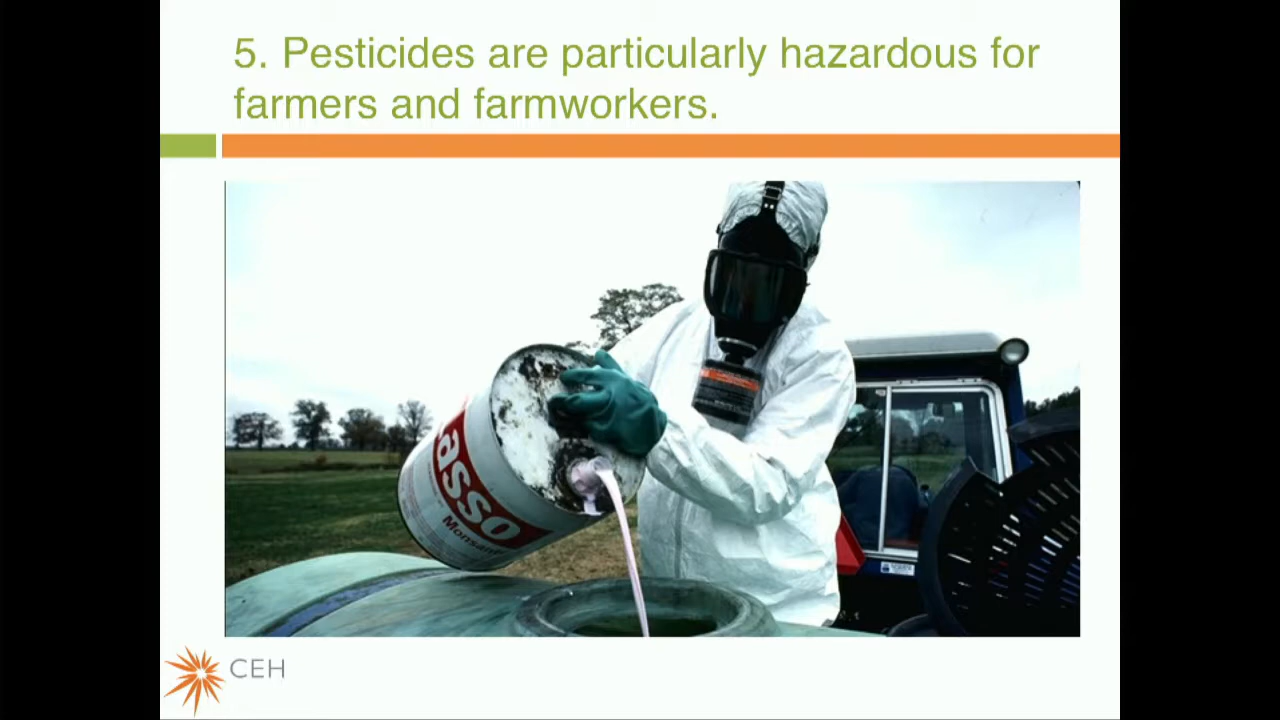 5. Pesticides are particularly hazardous for
farmers and farmworkers.
asso
CEH